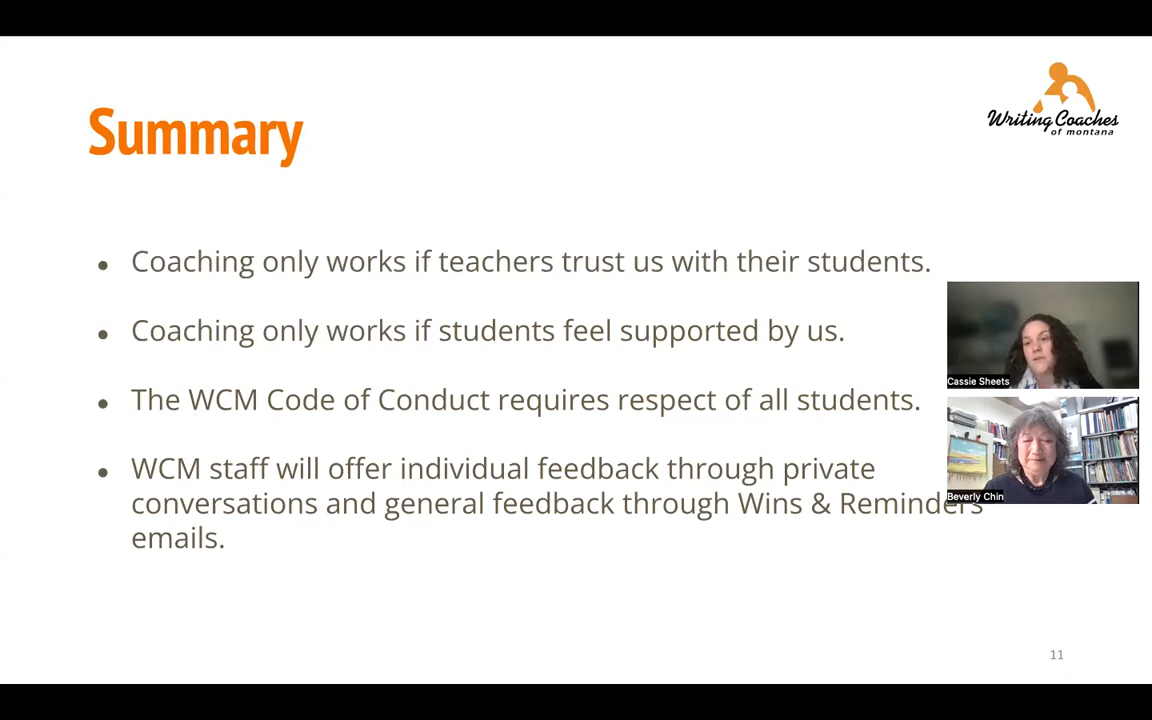 Writing Coaches
of montana
Summary
● Coaching only works if teachers trust us with their students.
● Coaching only works if students feel supported by us.
● The WCM Code of Conduct requires respect of all students.
● WCM staff will offer individual feedback through private
conversations and general feedback through Wins & Reminders
emails.
Cassie Sheets
Beverly Chin
11